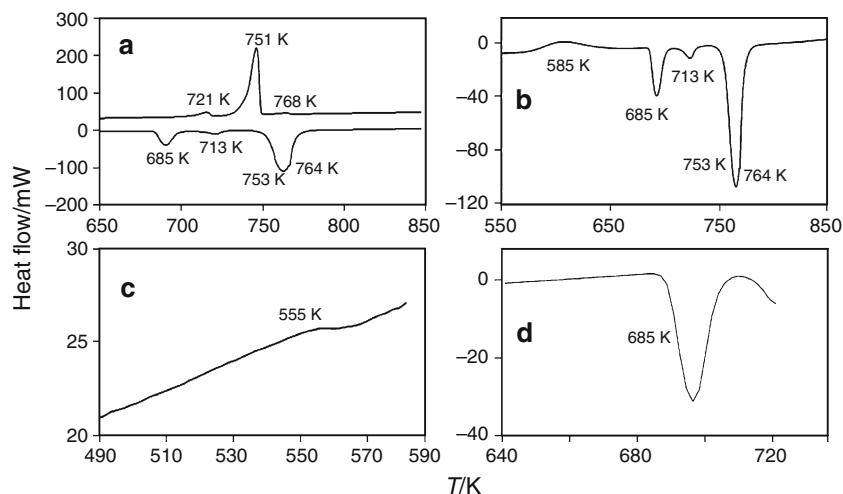 300
200
100
0
−100
−200
650
700
750
800
850
a
751 K
721 K
768 K
685 K
713 K
753 K
764 K
0
−40
−80
−120
550
650
750
850
b
585 K
685 K
713 K
753 K
764 K
Heat flow/mW
30
25
20
490
510
530
550
570
590
c
555 K
0
−20
−40
640
680
720
d
685 K
T/K